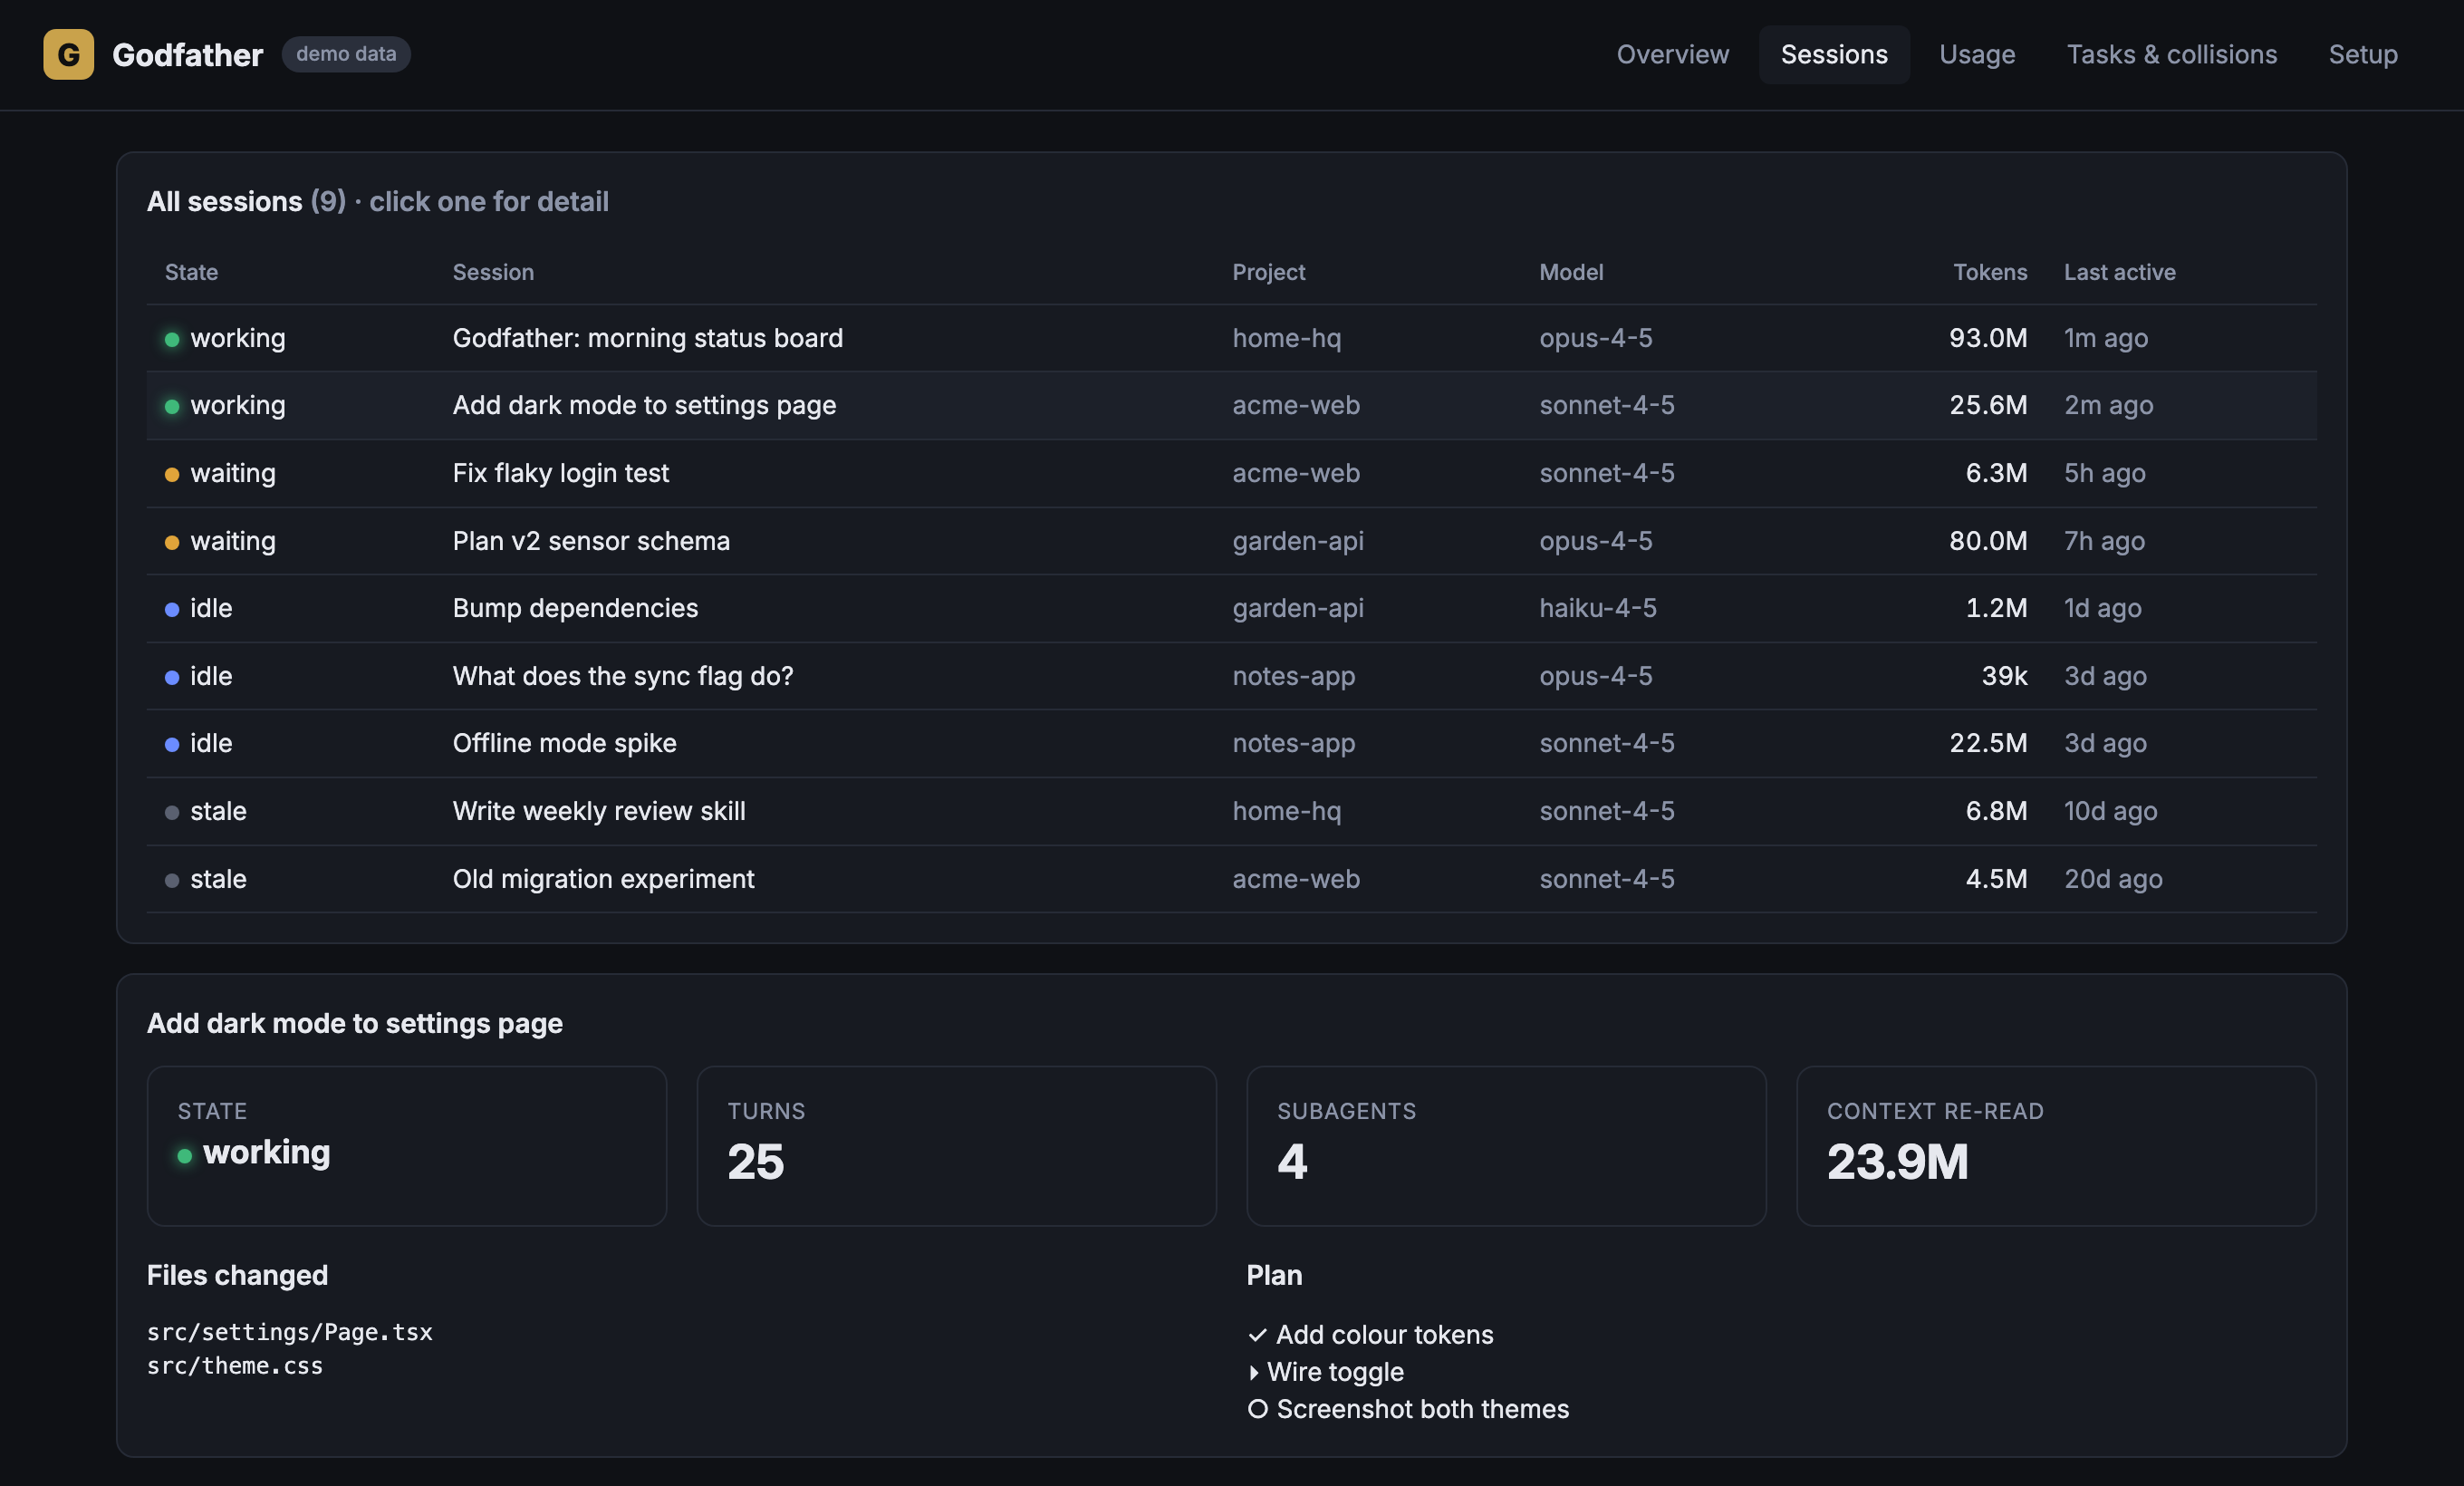 G Godfather demo data Overview Sessions Usage Tasks & collisions Setup
All sessions (9) · click one for detail
State Session Project Model Tokens Last active
working Godfather: morning status board home-hq opus-4-5 93.0M 1m ago
working Add dark mode to settings page acme-web sonnet-4-5 25.6M 2m ago
waiting Fix flaky login test acme-web sonnet-4-5 6.3M 5h ago
waiting Plan v2 sensor schema garden-api opus-4-5 80.0M 7h ago
idle Bump dependencies garden-api haiku-4-5 1.2M 1d ago
idle What does the sync flag do? notes-app opus-4-5 39k 3d ago
idle Offline mode spike notes-app sonnet-4-5 22.5M 3d ago
stale Write weekly review skill home-hq sonnet-4-5 6.8M 10d ago
stale Old migration experiment acme-web sonnet-4-5 4.5M 20d ago
Add dark mode to settings page
STATE TURNS SUBAGENTS CONTEXT RE-READ
working 25 4 23.9M
Files changed
src/settings/Page.tsx
src/theme.css
Plan
✓ Add colour tokens
▸ Wire toggle
○ Screenshot both themes